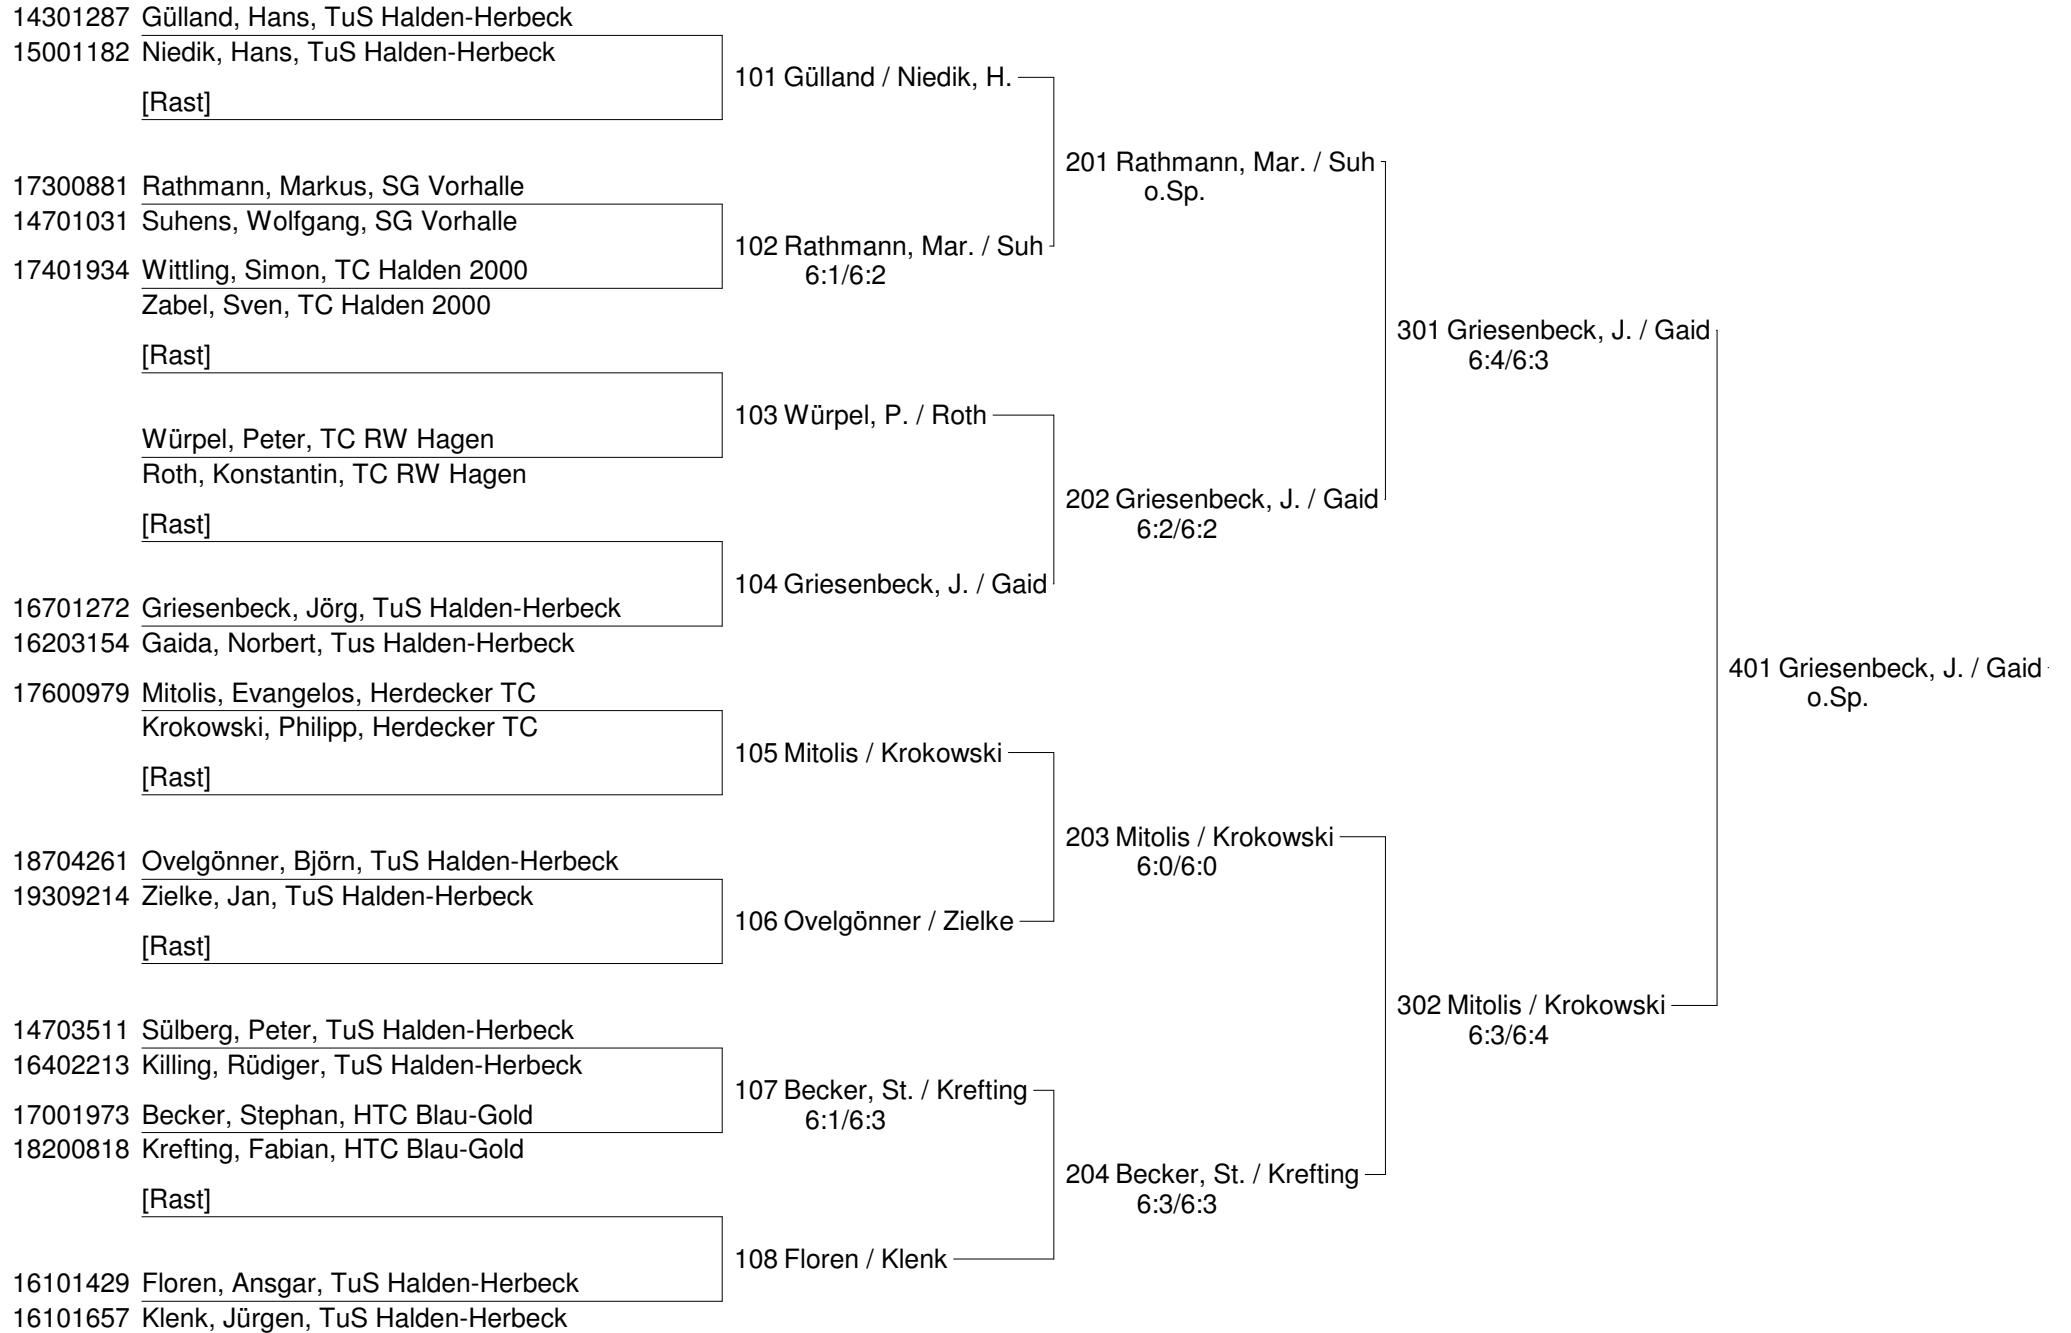 14301287 Gülland, Hans, TuS Halden-Herbeck
15001182 Niedik, Hans, TuS Halden-Herbeck
[Rast]
17300881 Rathmann, Markus, SG Vorhalle
14701031 Suhens, Wolfgang, SG Vorhalle
17401934 Wittling, Simon, TC Halden 2000
Zabel, Sven, TC Halden 2000
[Rast]
Würpel, Peter, TC RW Hagen
Roth, Konstantin, TC RW Hagen
[Rast]
16701272 Griesenbeck, Jörg, TuS Halden-Herbeck
16203154 Gaida, Norbert, Tus Halden-Herbeck
17600979 Mitolis, Evangelos, Herdecker TC
Krokowski, Philipp, Herdecker TC
[Rast]
18704261 Ovelgönner, Björn, TuS Halden-Herbeck
19309214 Zielke, Jan, TuS Halden-Herbeck
[Rast]
14703511 Sülberg, Peter, TuS Halden-Herbeck
16402213 Killing, Rüdiger, TuS Halden-Herbeck
17001973 Becker, Stephan, HTC Blau-Gold
18200818 Krefting, Fabian, HTC Blau-Gold
[Rast]
16101429 Floren, Ansgar, TuS Halden-Herbeck
16101657 Klenk, Jürgen, TuS Halden-Herbeck
101 Gülland / Niedik, H.
102 Rathmann, Mar. / Suh
6:1/6:2
103 Würpel, P. / Roth
104 Griesenbeck, J. / Gaid
105 Mitolis / Krokowski
106 Ovelgönner / Zielke
107 Becker, St. / Krefting
6:1/6:3
108 Floren / Klenk
201 Rathmann, Mar. / Suh
o.Sp.
202 Griesenbeck, J. / Gaid
6:2/6:2
203 Mitolis / Krokowski
6:0/6:0
204 Becker, St. / Krefting
6:3/6:3
301 Griesenbeck, J. / Gaid
6:4/6:3
302 Mitolis / Krokowski
6:3/6:4
401 Griesenbeck, J. / Gaid
o.Sp.